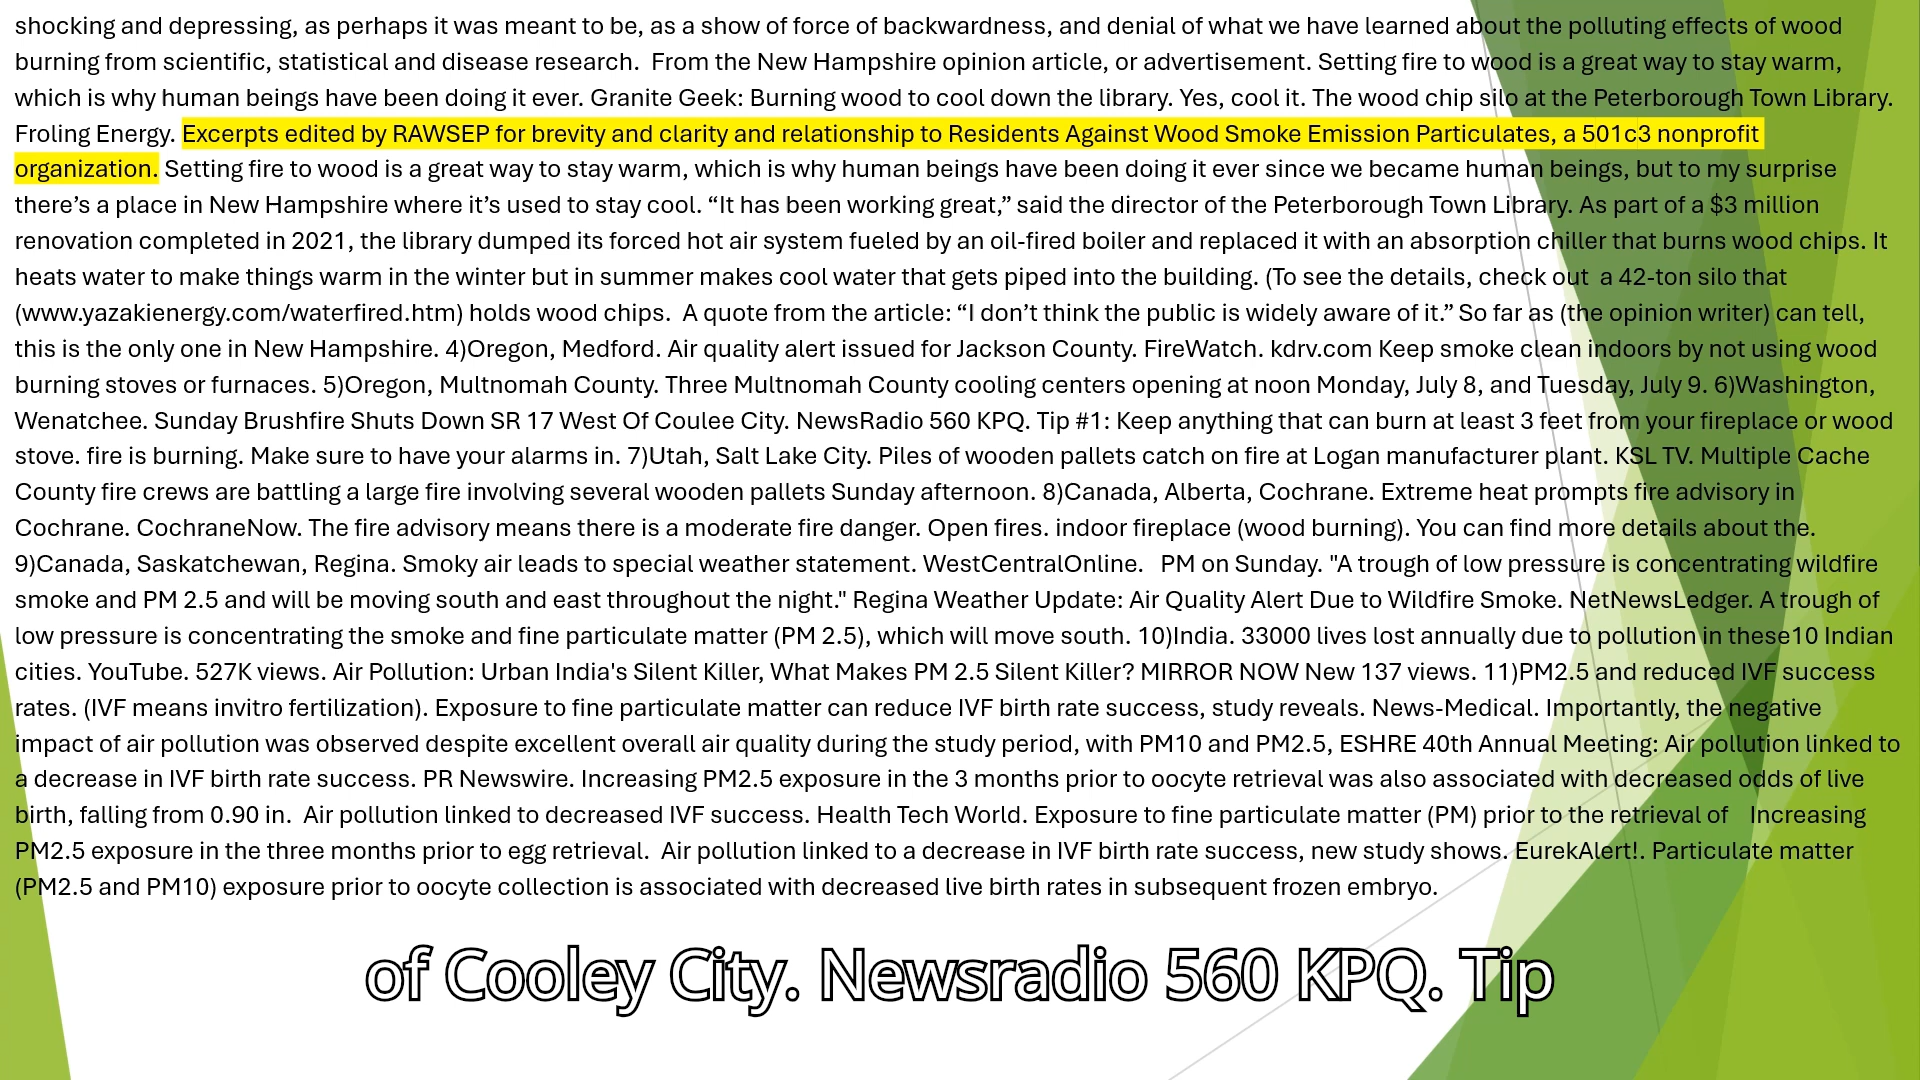 shocking and depressing, as perhaps it was meant to be, as a show of force of backwardness, and denial of what we have learned about the polluting effects of wood
burning from scientific, statistical and disease research.  From the New Hampshire opinion article, or advertisement. Setting fire to wood is a great way to stay warm,
which is why human beings have been doing it ever. Granite Geek: Burning wood to cool down the library. Yes, cool it. The wood chip silo at the Peterborough Town Library.
Froling Energy. Excerpts edited by RAWSEP for brevity and clarity and relationship to Residents Against Wood Smoke Emission Particulates, a 501c3 nonprofit
organization. Setting fire to wood is a great way to stay warm, which is why human beings have been doing it ever since we became human beings, but to my surprise
there’s a place in New Hampshire where it’s used to stay cool. “It has been working great,” said the director of the Peterborough Town Library. As part of a $3 million
renovation completed in 2021, the library dumped its forced hot air system fueled by an oil-fired boiler and replaced it with an absorption chiller that burns wood chips. It
heats water to make things warm in the winter but in summer makes cool water that gets piped into the building. (To see the details, check out  a 42-ton silo that
(www.yazakienergy.com/waterfired.htm) holds wood chips.  A quote from the article: “I don’t think the public is widely aware of it.” So far as (the opinion writer) can tell,
this is the only one in New Hampshire. 4)Oregon, Medford. Air quality alert issued for Jackson County. FireWatch. kdrv.com Keep smoke clean indoors by not using wood
burning stoves or furnaces. 5)Oregon, Multnomah County. Three Multnomah County cooling centers opening at noon Monday, July 8, and Tuesday, July 9. 6)Washington,
Wenatchee. Sunday Brushfire Shuts Down SR 17 West Of Coulee City. NewsRadio 560 KPQ. Tip #1: Keep anything that can burn at least 3 feet from your fireplace or wood
stove. fire is burning. Make sure to have your alarms in. 7)Utah, Salt Lake City. Piles of wooden pallets catch on fire at Logan manufacturer plant. KSL TV. Multiple Cache
County fire crews are battling a large fire involving several wooden pallets Sunday afternoon. 8)Canada, Alberta, Cochrane. Extreme heat prompts fire advisory in
Cochrane. CochraneNow. The fire advisory means there is a moderate fire danger. Open fires. indoor fireplace (wood burning). You can find more details about the.
9)Canada, Saskatchewan, Regina. Smoky air leads to special weather statement. WestCentralOnline.   PM on Sunday. "A trough of low pressure is concentrating wildfire
smoke and PM 2.5 and will be moving south and east throughout the night." Regina Weather Update: Air Quality Alert Due to Wildfire Smoke. NetNewsLedger. A trough of
low pressure is concentrating the smoke and fine particulate matter (PM 2.5), which will move south. 10)India. 33000 lives lost annually due to pollution in these10 Indian
cities. YouTube. 527K views. Air Pollution: Urban India's Silent Killer, What Makes PM 2.5 Silent Killer? MIRROR NOW New 137 views. 11)PM2.5 and reduced IVF success
rates. (IVF means invitro fertilization). Exposure to fine particulate matter can reduce IVF birth rate success, study reveals. News-Medical. Importantly, the negative
impact of air pollution was observed despite excellent overall air quality during the study period, with PM10 and PM2.5, ESHRE 40th Annual Meeting: Air pollution linked to
a decrease in IVF birth rate success. PR Newswire. Increasing PM2.5 exposure in the 3 months prior to oocyte retrieval was also associated with decreased odds of live
birth, falling from 0.90 in.  Air pollution linked to decreased IVF success. Health Tech World. Exposure to fine particulate matter (PM) prior to the retrieval of   Increasing
PM2.5 exposure in the three months prior to egg retrieval.  Air pollution linked to a decrease in IVF birth rate success, new study shows. EurekAlert!. Particulate matter
(PM2.5 and PM10) exposure prior to oocyte collection is associated with decreased live birth rates in subsequent frozen embryo.
of Cooley City. Newsradio 560 KPQ. Tip